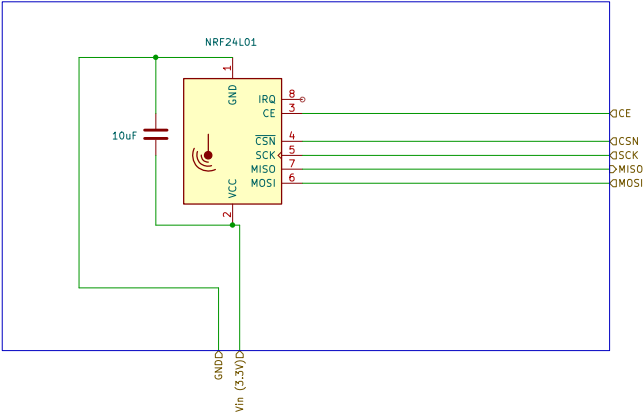 NRF24L01
1
GND
IRQ 8
CE 3
CE
10uF
CSN 4
CSN
SCK 5
SCK
MISO 7
MISO
MOSI 6
MOSI
VCC
2
GND
Vin (3.3V)